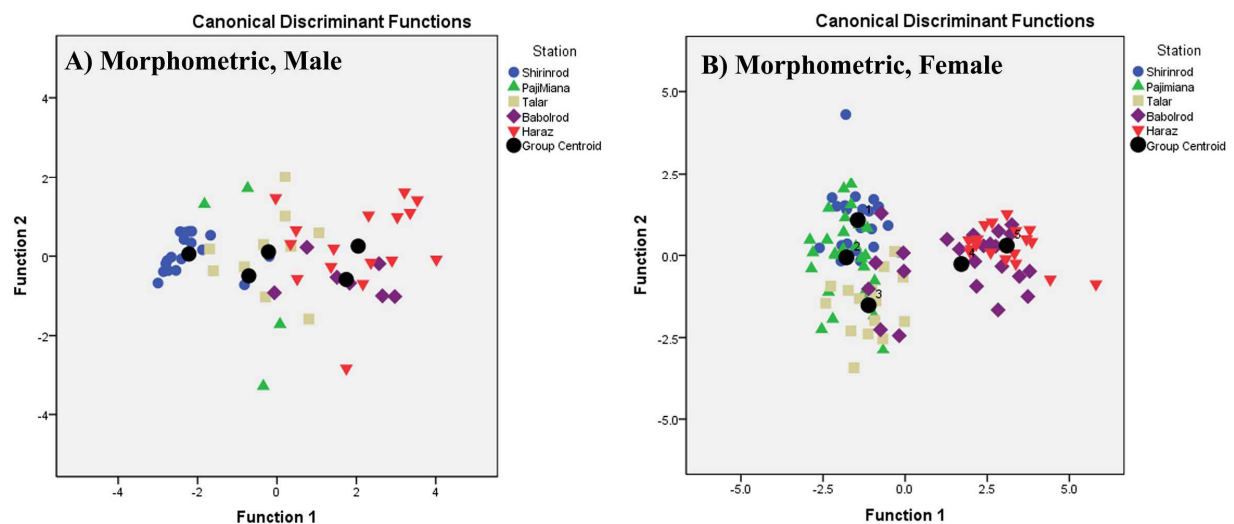 Canonical Discriminant Functions
A) Morphometric, Male
Station
Shirinrod
PajiMiana
Talar
Babolrod
Haraz
Group Centroid
4
2
0
-2
-4
Function 2
-4
-2
0
2
4
Function 1
Canonical Discriminant Functions
B) Morphometric, Female
Station
Shirinrod
Pajimiana
Talar
Babolrod
Haraz
Group Centroid
5.0
2.5
0.0
-2.5
-5.0
Function 2
1
2
3
4
5
-5.0
-2.5
0.0
2.5
5.0
Function 1